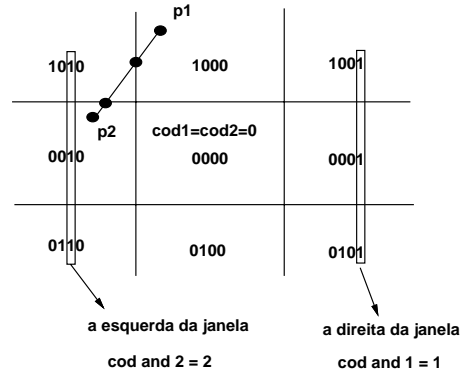 p1
1010
1000
1001
p2
cod1=cod2=0
0010
0000
0001
0110
0100
0101
a esquerda da janela
cod and 2 = 2
a direita da janela
cod and 1 = 1